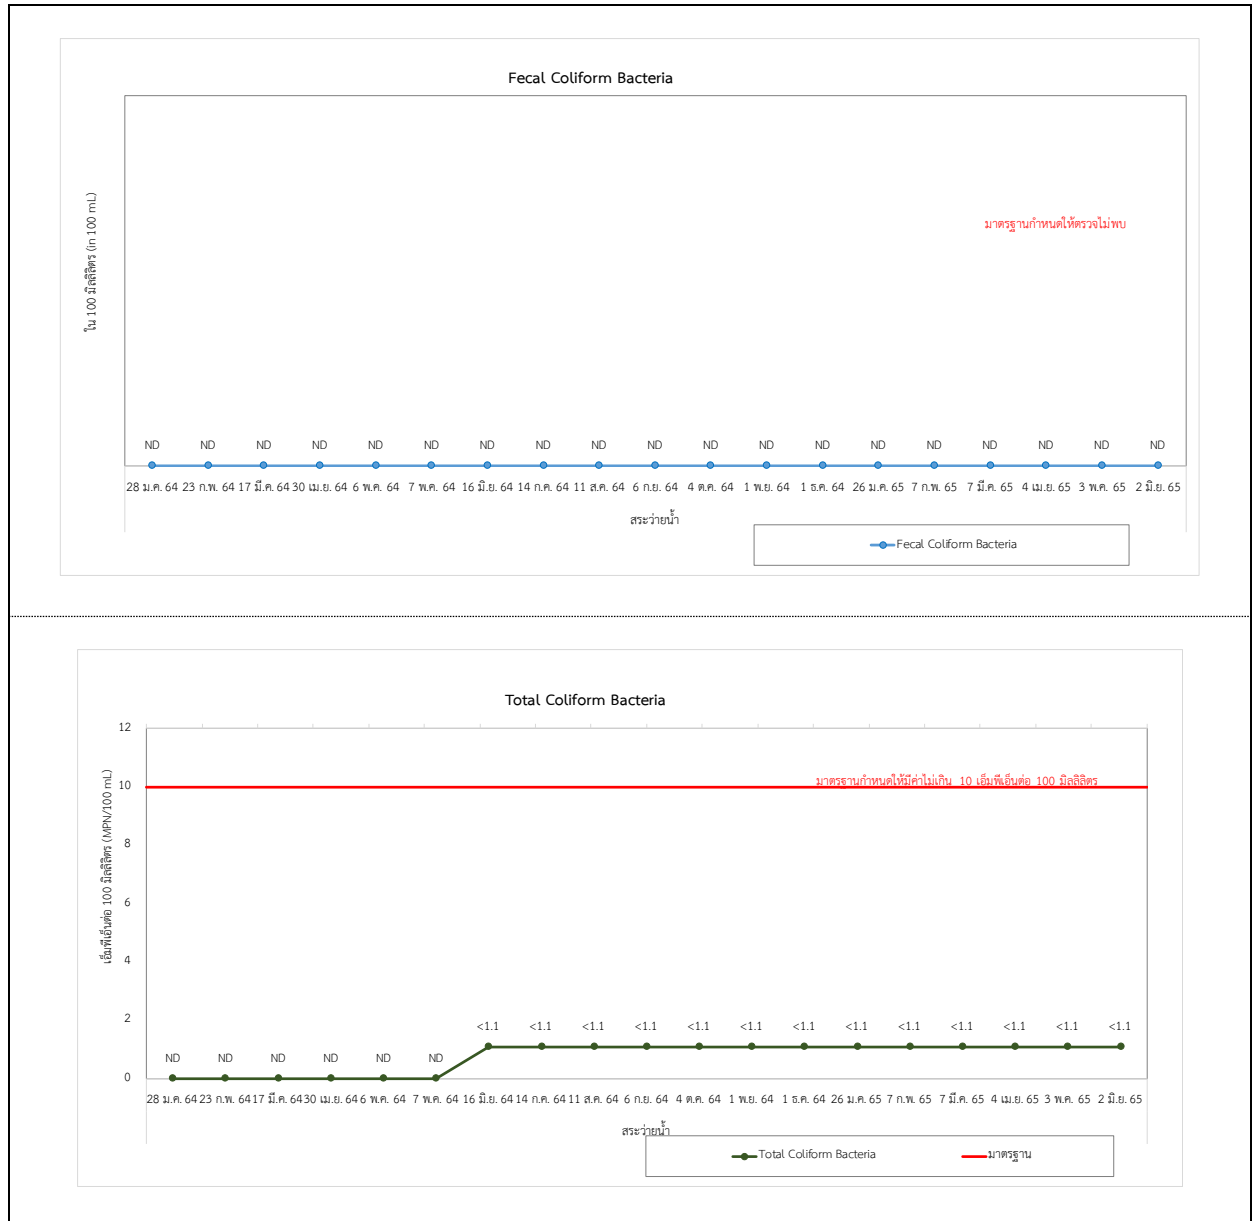 Fecal Coliform Bacteria
ใน 100 มิลลิลิตร (in 100 mL)
มาตรฐานกำหนดให้ตรวจไม่พบ
ND ND ND ND ND ND ND ND ND ND ND ND ND ND ND ND ND ND ND
28 ม.ค. 64 23 ก.พ. 64 17 มี.ค. 64 30 เม.ย. 64 6 พ.ค. 64 7 พ.ค. 64 16 มิ.ย. 64 14 ก.ค. 64 11 ส.ค. 64 6 ก.ย. 64 4 ต.ค. 64 1 พ.ย. 64 1 ธ.ค. 64 26 ม.ค. 65 7 ก.พ. 65 7 มี.ค. 65 4 เม.ย. 65 3 พ.ค. 65 2 มิ.ย. 65
สระว่ายน้ำ
Fecal Coliform Bacteria
Total Coliform Bacteria
เอ็มพีเอ็นต่อ 100 มิลลิลิตร (MPN/100 mL)
12
10
มาตรฐานกำหนดให้มีค่าไม่เกิน 10 เอ็มพีเอ็นต่อ 100 มิลลิลิตร
8
6
4
2
<1.1 <1.1 <1.1 <1.1 <1.1 <1.1 <1.1 <1.1 <1.1 <1.1 <1.1 <1.1 <1.1
ND ND ND ND ND ND
0
28 ม.ค. 64 23 ก.พ. 64 17 มี.ค. 64 30 เม.ย. 64 6 พ.ค. 64 7 พ.ค. 64 16 มิ.ย. 64 14 ก.ค. 64 11 ส.ค. 64 6 ก.ย. 64 4 ต.ค. 64 1 พ.ย. 64 1 ธ.ค. 64 26 ม.ค. 65 7 ก.พ. 65 7 มี.ค. 65 4 เม.ย. 65 3 พ.ค. 65 2 มิ.ย. 65
สระว่ายน้ำ
Total Coliform Bacteria มาตรฐาน